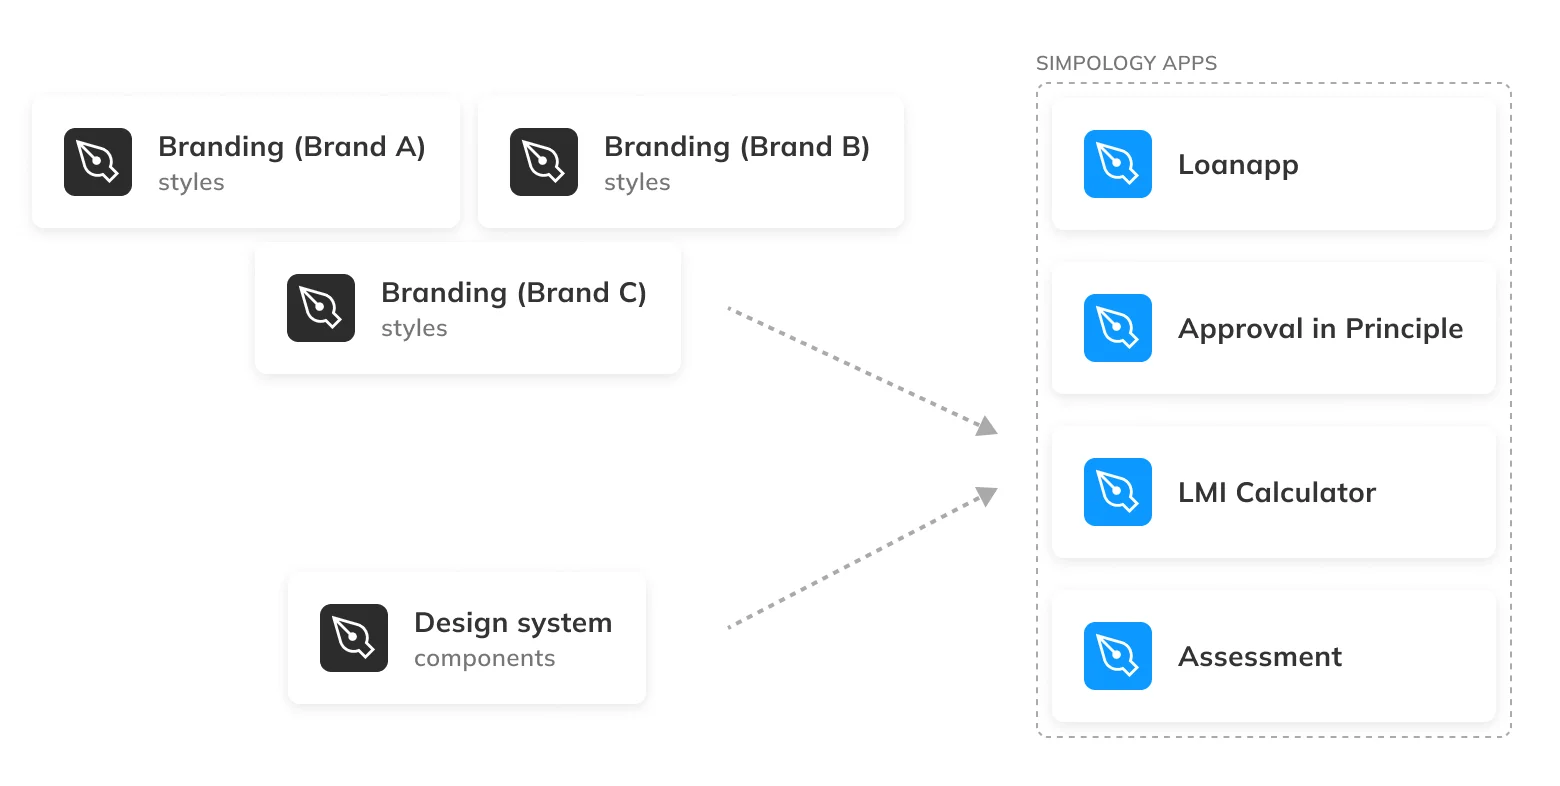 Branding (Brand A)
styles
Branding (Brand B)
styles
Branding (Brand C)
styles
Design system
components
SIMPOLOGY APPS
Loanapp
Approval in Principle
LMI Calculator
Assessment